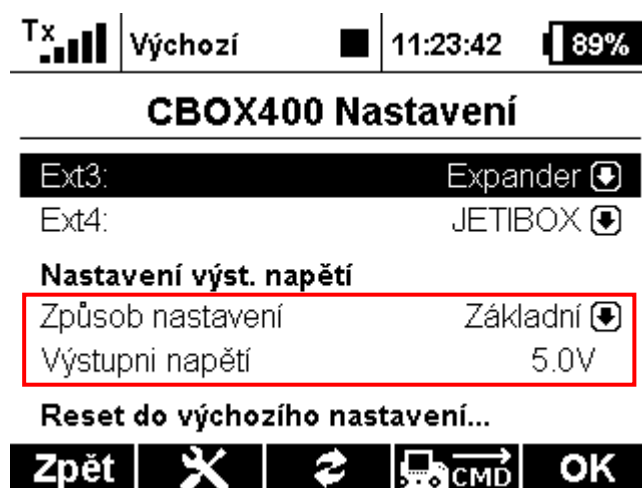 Tx Výchozí 11:23:42 89%
CBOX400 Nastavení
Ext3: Expander
Ext4: JETIBOX
Nastavení výst. napětí
Způsob nastavení Základní
Výstupni napětí 5.0V
Reset do výchozího nastavení...
Zpět CMD OK